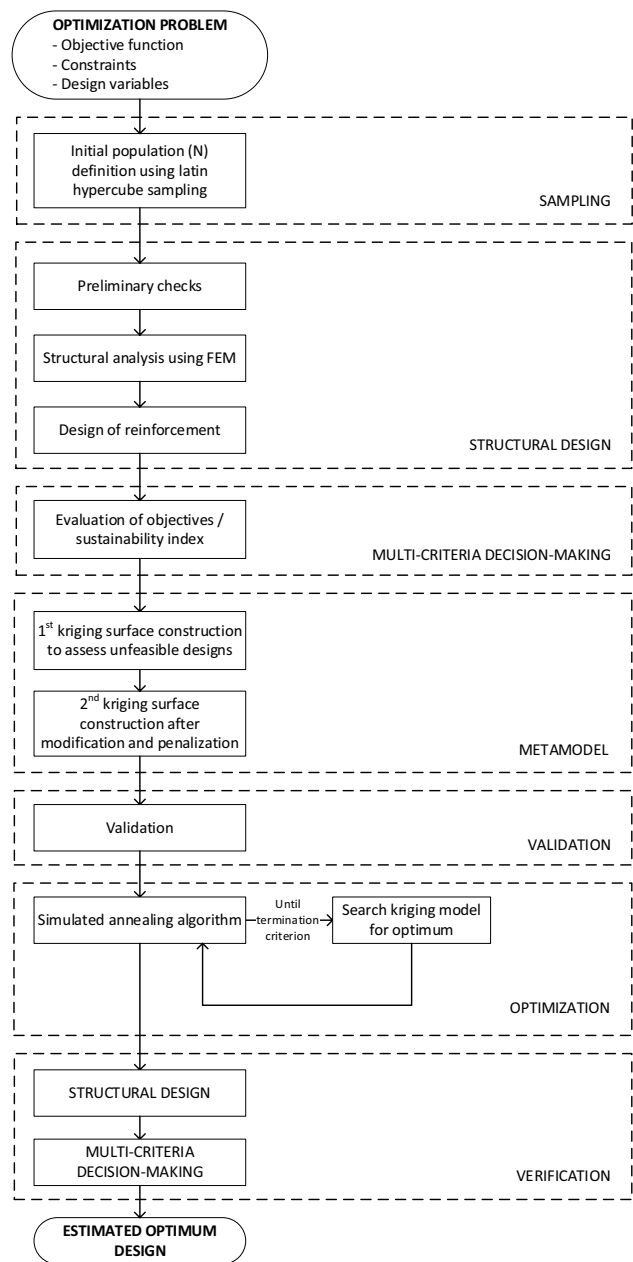 OPTIMIZATION PROBLEM
- Objective function
- Constraints
- Design variables
Initial population (N)
definition using latin
hypercube sampling
SAMPLING
Preliminary checks
Structural analysis using FEM
Design of reinforcement
STRUCTURAL DESIGN
Evaluation of objectives /
sustainability index
MULTI-CRITERIA DECISION-MAKING
1st kriging surface construction
to assess unfeasible designs
2nd kriging surface
construction after
modification and penalization
METAMODEL
Validation
VALIDATION
Simulated annealing algorithm
Until
termination
criterion
Search kriging model
for optimum
OPTIMIZATION
STRUCTURAL DESIGN
MULTI-CRITERIA
DECISION-MAKING
VERIFICATION
ESTIMATED OPTIMUM
DESIGN